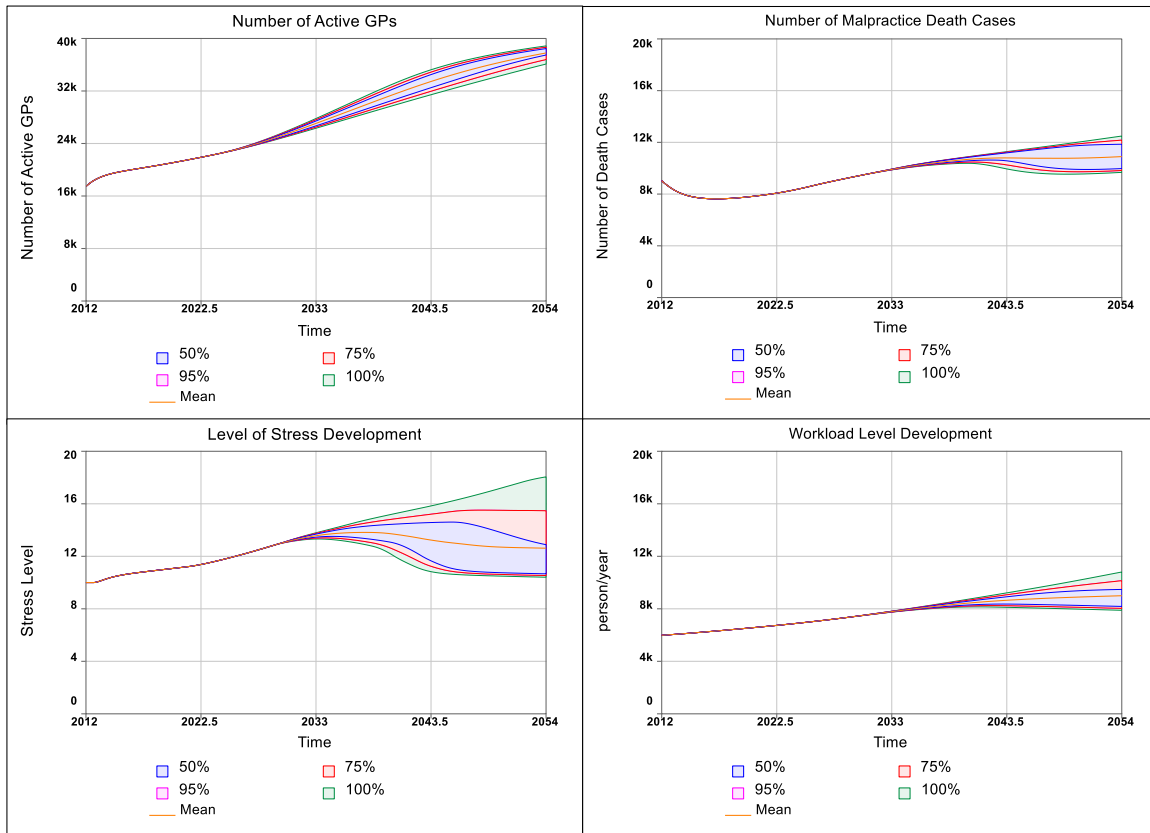 Number of Active GPs
Number of Active GPs
40k
32k
24k
16k
8k
0
2012 2022.5 2033 2043.5 2054
Time
50% 75%
95% 100%
Mean
Number of Malpractice Death Cases
Number of Death Cases
20k
16k
12k
8k
4k
0
2012 2022.5 2033 2043.5 2054
Time
50% 75%
95% 100%
Mean
Level of Stress Development
Stress Level
20
16
12
8
4
0
2012 2022.5 2033 2043.5 2054
Time
50% 75%
95% 100%
Mean
Workload Level Development
person/year
20k
16k
12k
8k
4k
0
2012 2022.5 2033 2043.5 2054
Time
50% 75%
95% 100%
Mean